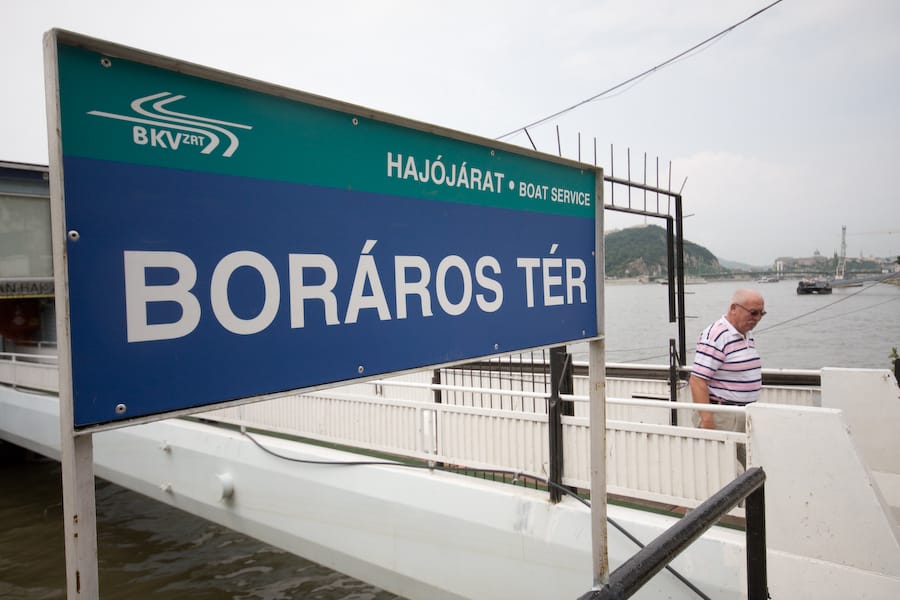 BKV ZRT
HAJÓJÁRAT • BOAT SERVICE
BORÁROS TÉR